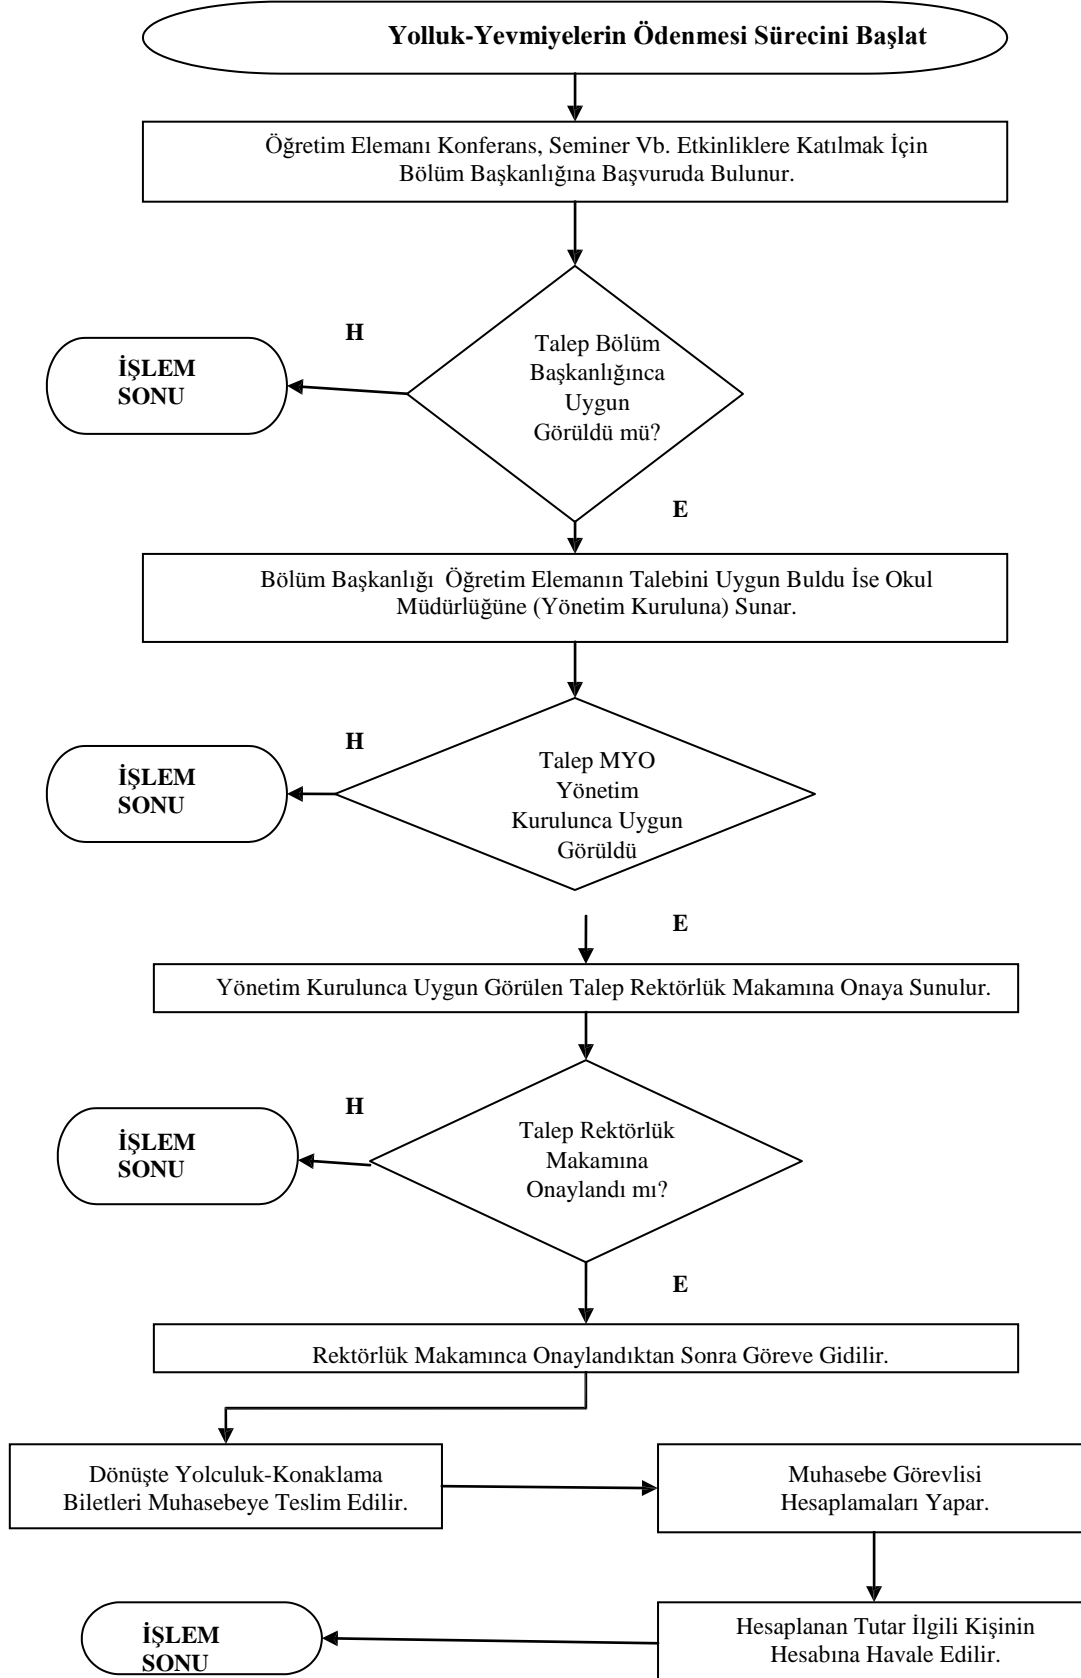 Yolluk-Yevmiyelerin Ödenmesi Sürecini Başlat
Öğretim Elemanı Konferans, Seminer Vb. Etkinliklere Katılmak İçin
Bölüm Başkanlığına Başvuruda Bulunur.
H
Talep Bölüm
Başkanlığınca
Uygun
Görüldü mü?
İŞLEM
SONU
E
Bölüm Başkanlığı Öğretim Elemanın Talebini Uygun Buldu İse Okul
Müdürlüğüne (Yönetim Kuruluna) Sunar.
H
Talep MYO
Yönetim
Kurulunca Uygun
Görüldü
İŞLEM
SONU
E
Yönetim Kurulunca Uygun Görülen Talep Rektörlük Makamına Onaya Sunulur.
H
Talep Rektörlük
Makamına
Onaylandı mı?
İŞLEM
SONU
E
Rektörlük Makamınca Onaylandıktan Sonra Göreve Gidilir.
Dönüşte Yolculuk-Konaklama
Biletleri Muhasebeye Teslim Edilir.
Muhasebe Görevlisi
Hesaplamaları Yapar.
Hesaplanan Tutar İlgili Kişinin
Hesabına Havale Edilir.
İŞLEM
SONU